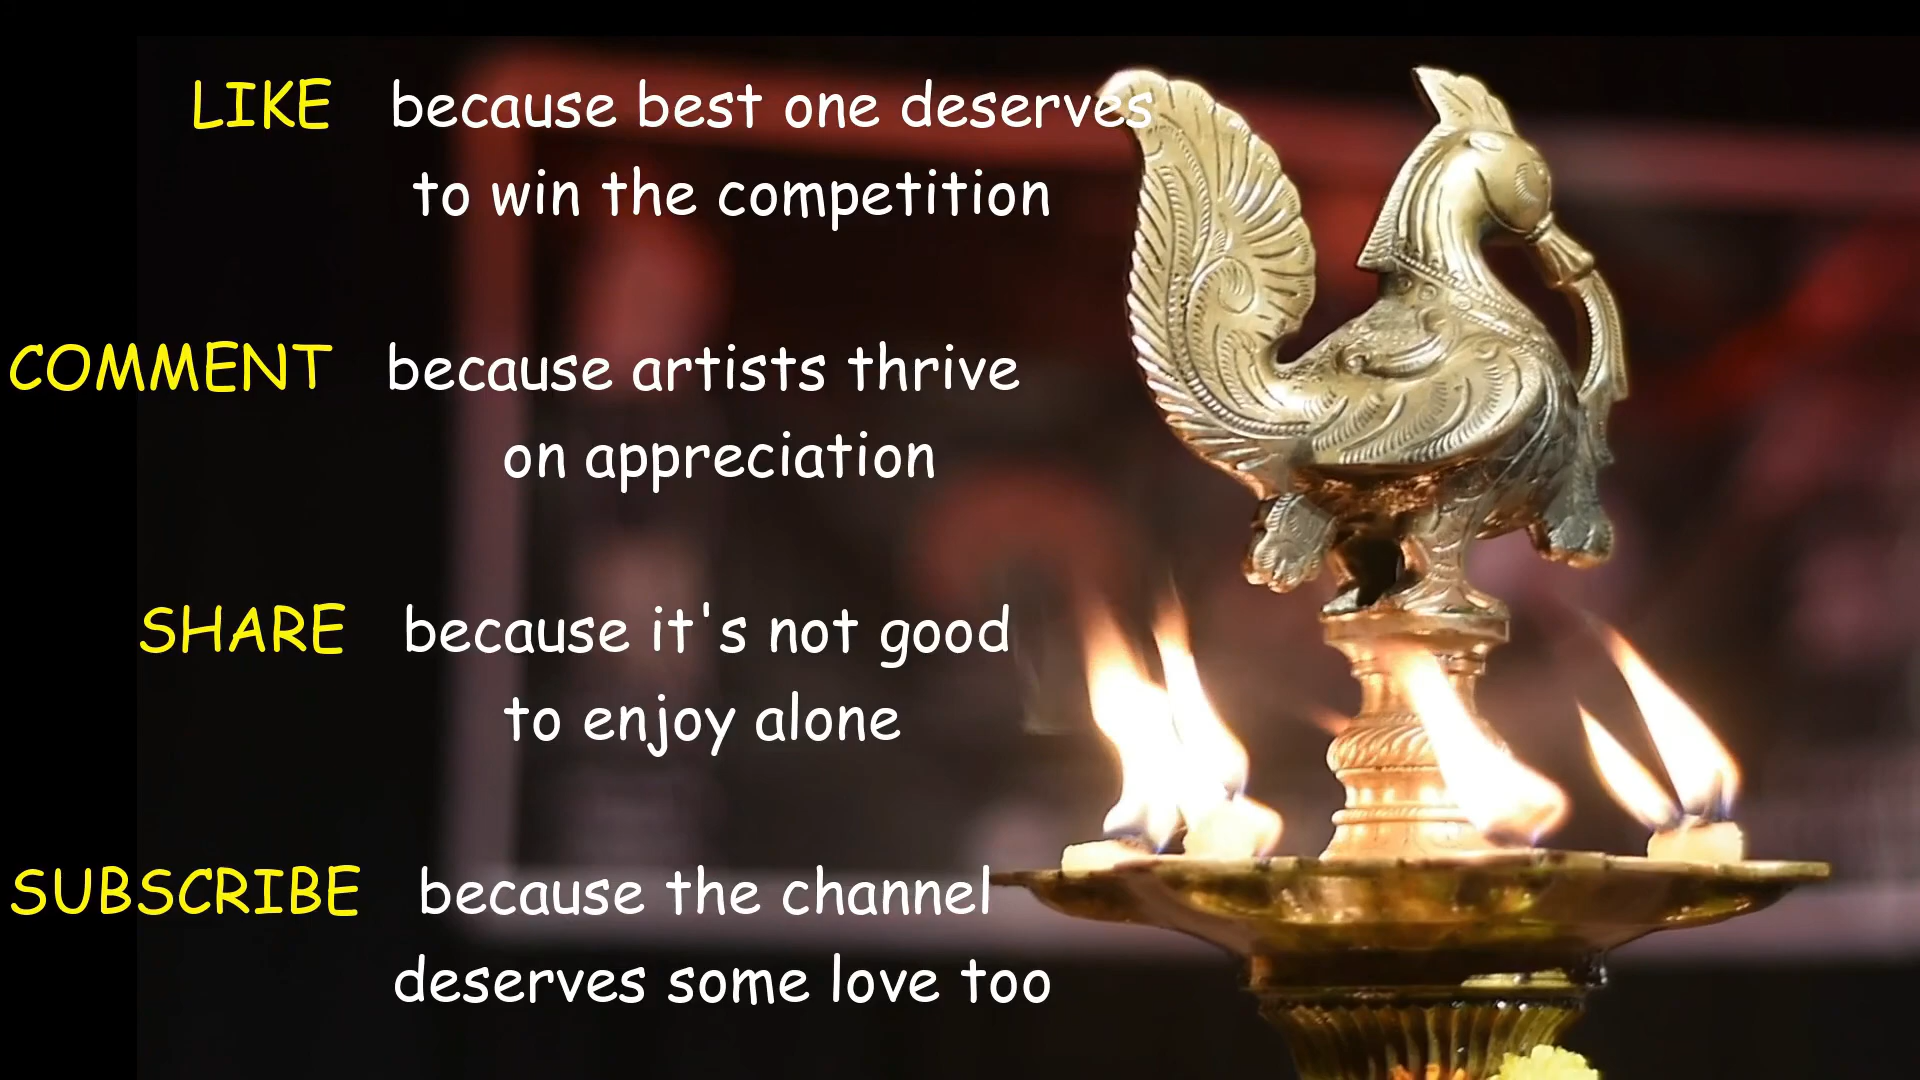 LIKE because best one deserves
to win the competition
COMMENT because artists thrive
on appreciation
SHARE because it's not good
to enjoy alone
SUBSCRIBE because the channel
deserves some love too